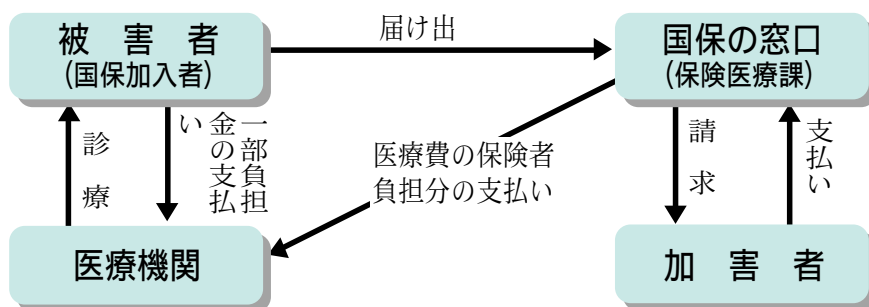 被害者
(国保加入者)
届け出
国保の窓口
(保険医療課)
診療
一部負担
金の支払
い
医療費の保険者
負担分の支払い
請求
支払い
医療機関
加害者